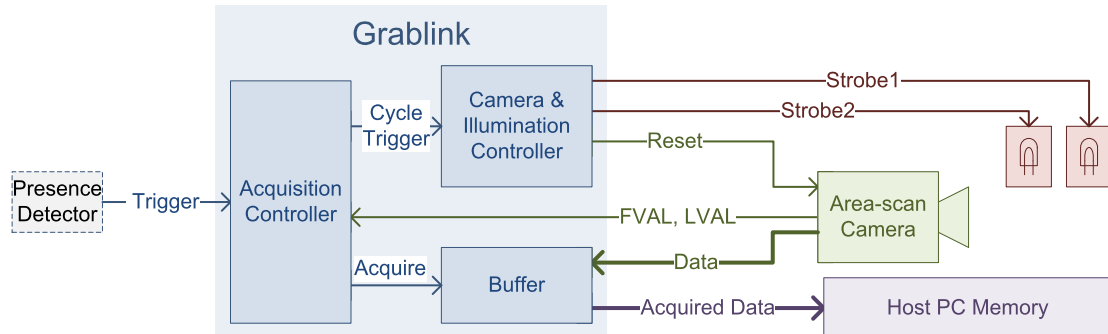 Grablink
Strobe1
Strobe2
Cycle
Trigger
Camera &
Illumination
Controller
Reset
Presence
Detector
Trigger
Acquisition
Controller
FVAL, LVAL
Area-scan
Camera
Acquire
Buffer
Data
Acquired Data
Host PC Memory